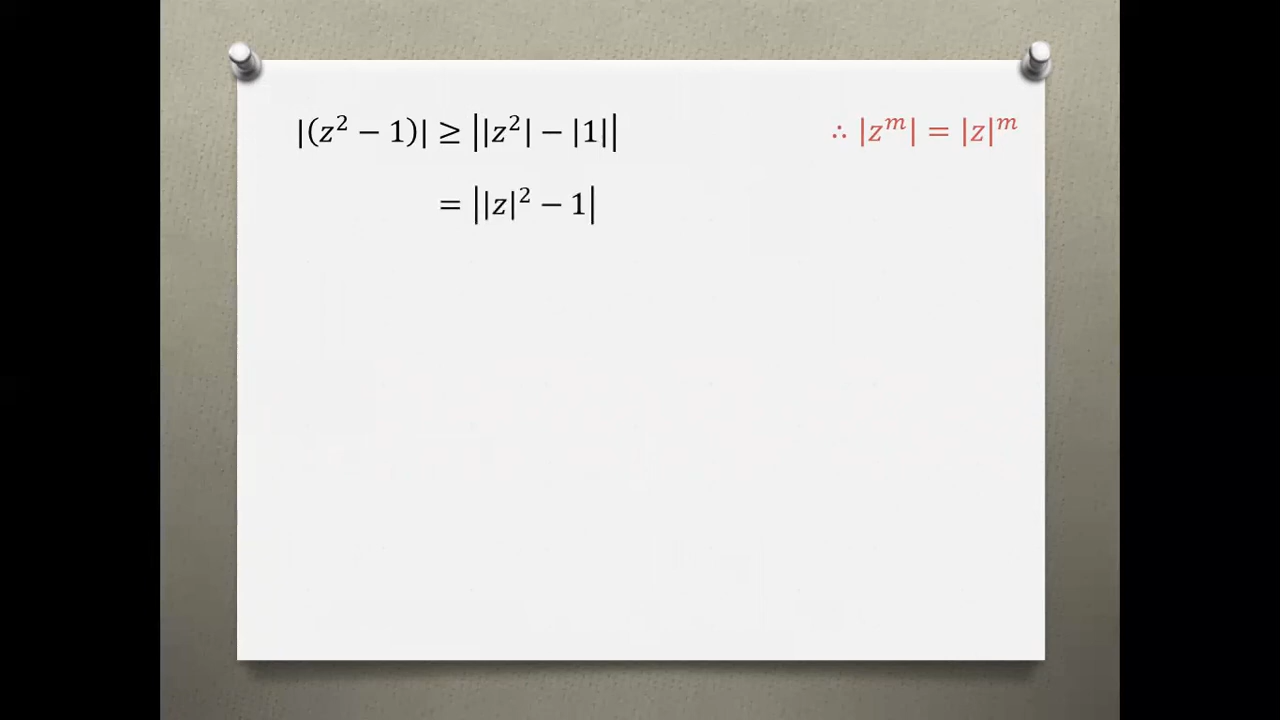 |(z² − 1)| ≥ ||z²| − |1|| ∴ |zᵐ| = |z|ᵐ
= ||z|² − 1|